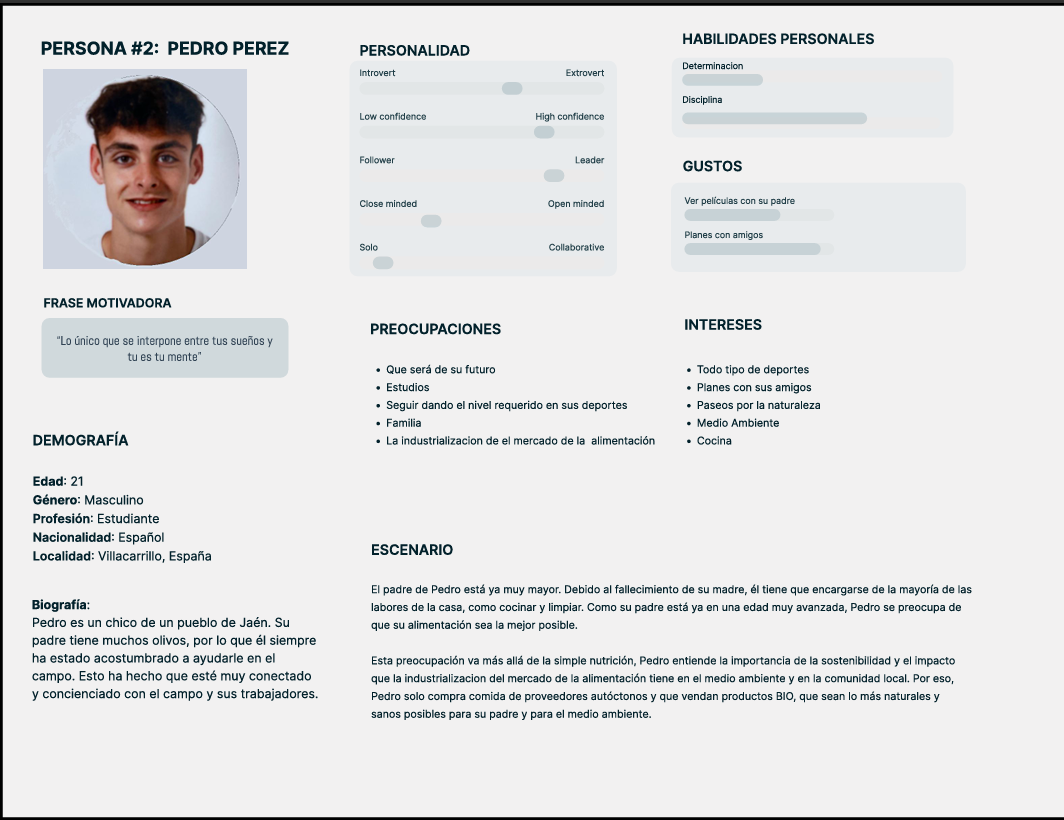 PERSONA #2: PEDRO PEREZ
FRASE MOTIVADORA
“Lo único que se interpone entre tus sueños y
tu es tu mente”
DEMOGRAFÍA
Edad: 21
Género: Masculino
Profesión: Estudiante
Nacionalidad: Español
Localidad: Villacarrillo, España
Biografía:
Pedro es un chico de un pueblo de Jaén. Su
padre tiene muchos olivos, por lo que él siempre
ha estado acostumbrado a ayudarle en el
campo. Esto ha hecho que esté muy conectado
y concienciado con el campo y sus trabajadores.
PERSONALIDAD
Introvert Extrovert
Low confidence High confidence
Follower Leader
Close minded Open minded
Solo Collaborative
HABILIDADES PERSONALES
Determinacion
Disciplina
GUSTOS
Ver películas con su padre
Planes con amigos
PREOCUPACIONES
• Que será de su futuro
• Estudios
• Seguir dando el nivel requerido en sus deportes
• Familia
• La industrializacion de el mercado de la alimentación
INTERESES
• Todo tipo de deportes
• Planes con sus amigos
• Paseos por la naturaleza
• Medio Ambiente
• Cocina
ESCENARIO
El padre de Pedro está ya muy mayor. Debido al fallecimiento de su madre, él tiene que encargarse de la mayoría de las
labores de la casa, como cocinar y limpiar. Como su padre está ya en una edad muy avanzada, Pedro se preocupa de
que su alimentación sea la mejor posible.
Esta preocupación va más allá de la simple nutrición, Pedro entiende la importancia de la sostenibilidad y el impacto
que la industrializacion del mercado de la alimentación tiene en el medio ambiente y en la comunidad local. Por eso,
Pedro solo compra comida de proveedores autóctonos y que vendan productos BIO, que sean lo más naturales y
sanos posibles para su padre y para el medio ambiente.